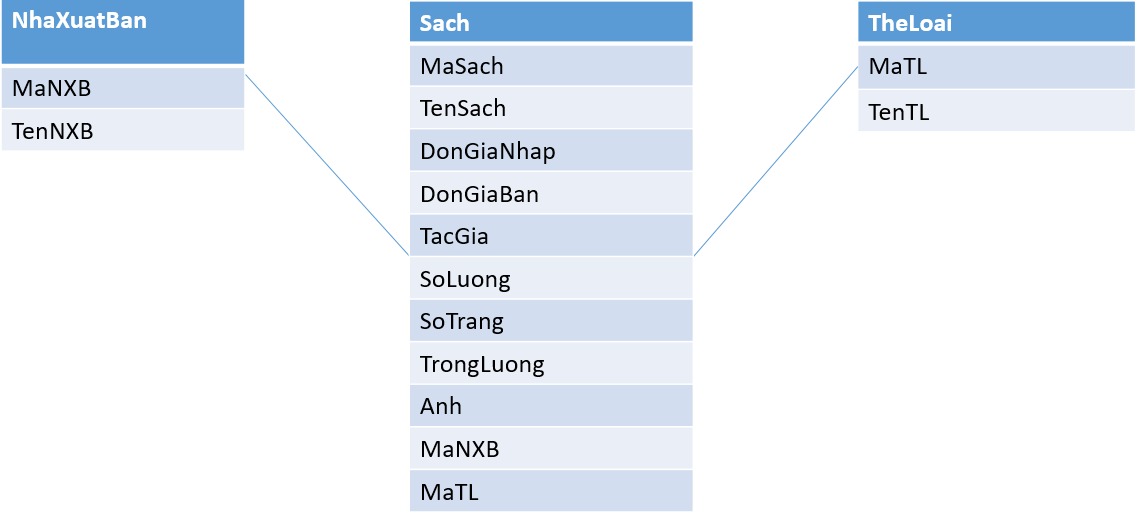 NhaXuatBan
MaNXB
TenNXB
Sach
MaSach
TenSach
DonGiaNhap
DonGiaBan
TacGia
SoLuong
SoTrang
TrongLuong
Anh
MaNXB
MaTL
TheLoai
MaTL
TenTL